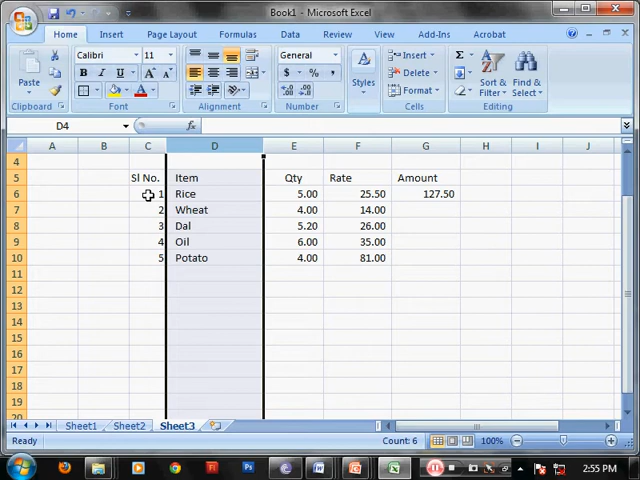 Book1 - Microsoft Excel
Home Insert Page Layout Formulas Data Review View Add-Ins Acrobat
Paste
Calibri 11
General
Styles
Insert
Delete
Format
Sort & Filter
Find & Select
Clipboard Font Alignment Number Cells Editing
D4 fx
A B C D E F G H I J
4
5 Sl No. Item Qty Rate Amount
6 1 Rice 5.00 25.50 127.50
7 2 Wheat 4.00 14.00
8 3 Dal 5.20 26.00
9 4 Oil 6.00 35.00
10 5 Potato 4.00 81.00
11
12
13
14
15
16
17
18
19
20
Sheet1 Sheet2 Sheet3
Ready Count: 6 100%
2:55 PM